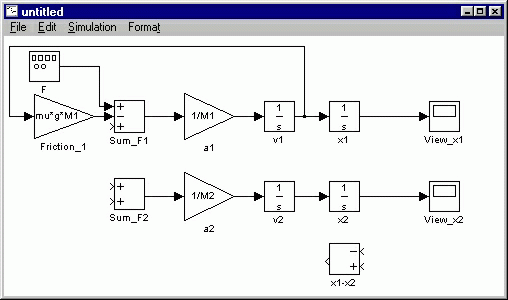 untitled
File Edit Simulation Format
F
mu*g*M1
Friction_1
+
−
+
Sum_F1
1/M1
a1
1
s
v1
1
s
x1
View_x1
+
+
Sum_F2
1/M2
a2
1
s
v2
1
s
x2
View_x2
−
+
x1-x2